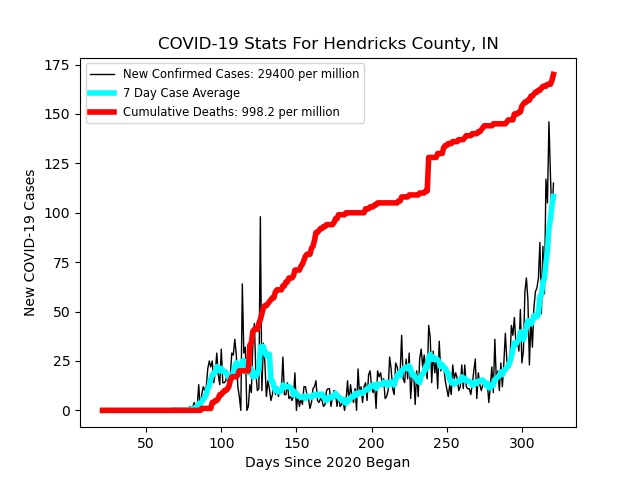 COVID-19 Stats For Hendricks County, IN
New Confirmed Cases: 29400 per million
7 Day Case Average
Cumulative Deaths: 998.2 per million
New COVID-19 Cases
175
150
125
100
75
50
25
0
50 100 150 200 250 300
Days Since 2020 Began